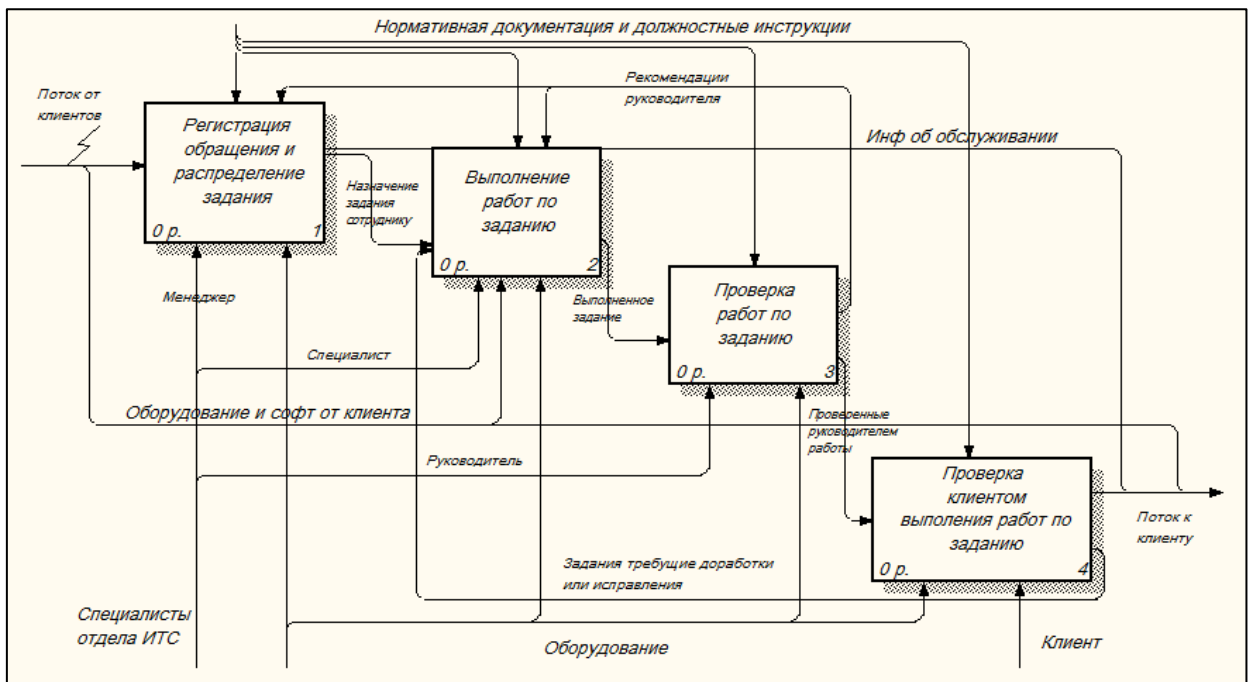 Нормативная документация и должностные инструкции
Поток от
клиентов
Рекомендации
руководителя
Регистрация
обращения и
распределение
задания
0 р.
1
Инф об обслуживании
Назначение
задания
сотруднику
Выполнение
работ по
заданию
0 р.
2
Менеджер
Выполненное
задание
Проверка
работ по
заданию
0 р.
3
Специалист
Оборудование и софт от клиента
Проверенные
руководителем
работы
Руководитель
Проверка
клиентом
выполения работ по
заданию
0 р.
4
Поток к
клиенту
Задания требущие доработки
или исправления
Специалисты
отдела ИТС
Оборудование
Клиент